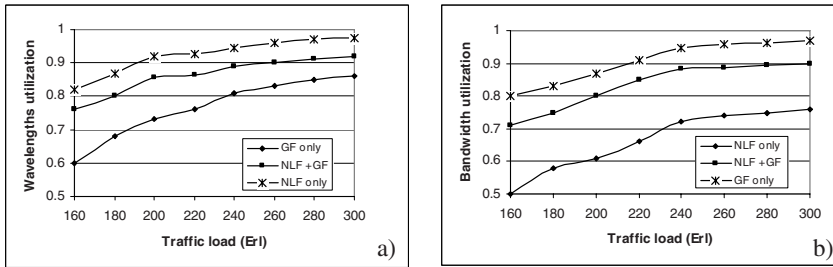 1
0.9
0.8
0.7
0.6
0.5
Wavelengths utilization
GF only
NLF +GF
NLF only
160 180 200 220 240 260 280 300
Traffic load (Erl)
a)
1
0.9
0.8
0.7
0.6
0.5
Bandwidth utilization
NLF only
NLF +GF
GF only
160 180 200 220 240 260 280 300
Traffic load (Erl)
b)